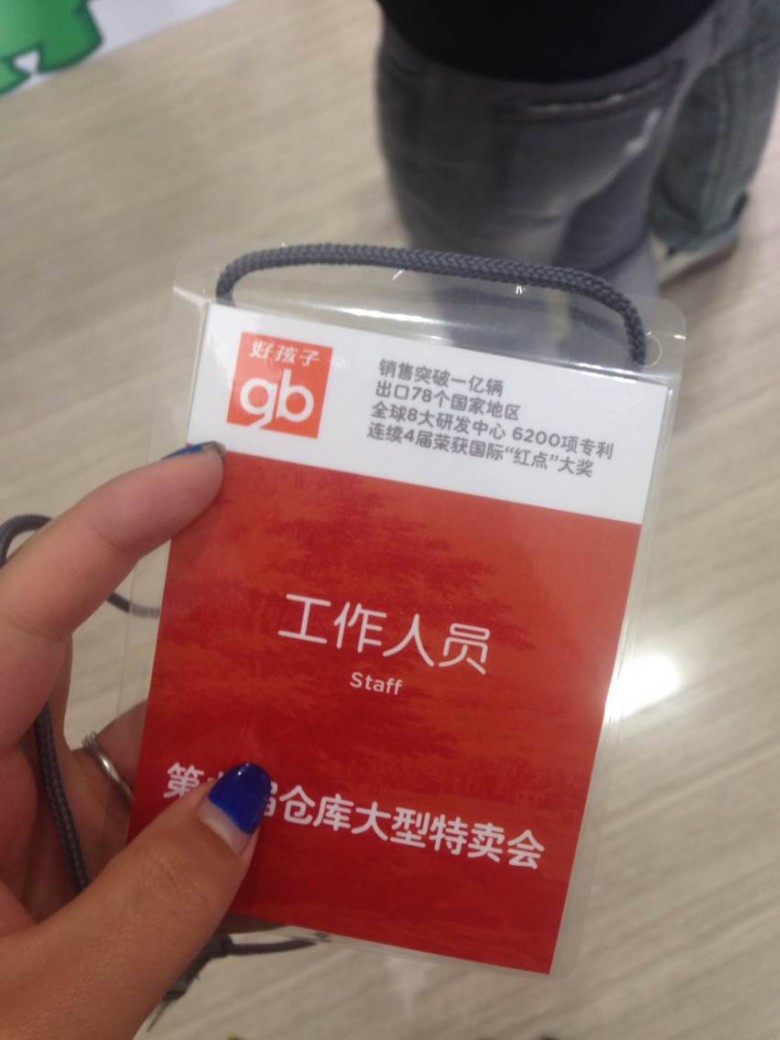 好孩子
gb
销售突破一亿辆
出口78个国家地区
全球8大研发中心 6200项专利
连续4届荣获国际“红点”大奖
工作人员
Staff
第 届仓库大型特卖会